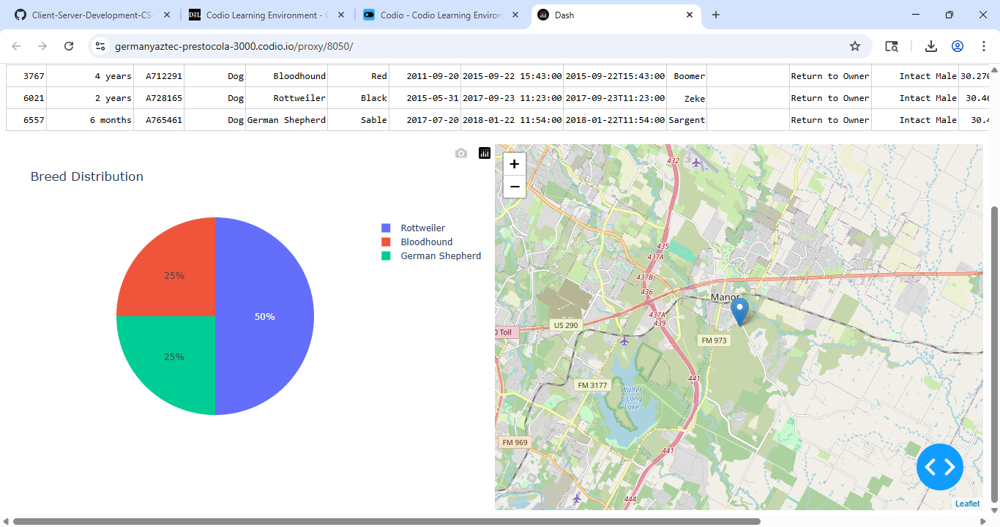 Client-Server-Development-CS-
D2L Codio Learning Environment - C
Codio - Codio Learning Environ
Dash
germanyaztec-prestocola-3000.codio.io/proxy/8050/
3767 4 years A712291 Dog Bloodhound Red 2011-09-20 2015-09-22 15:43:00 2015-09-22T15:43:00 Boomer Return to Owner Intact Male 30.270
6021 2 years A728165 Dog Rottweiler Black 2015-05-31 2017-09-23 11:23:00 2017-09-23T11:23:00 Zeke Return to Owner Intact Male 30.46
6557 6 months A765461 Dog German Shepherd Sable 2017-07-20 2018-01-22 11:54:00 2018-01-22T11:54:00 Sargent Return to Owner Intact Male 30.4
Breed Distribution
Rottweiler
Bloodhound
German Shepherd
25%
50%
25%
+
−
432
435
437A
437B
436
Manor
437A
439
US 290
0 Toll
FM 973
441
FM 3177
Walter
E Long
Lake
FM 969
441
444
Leaflet